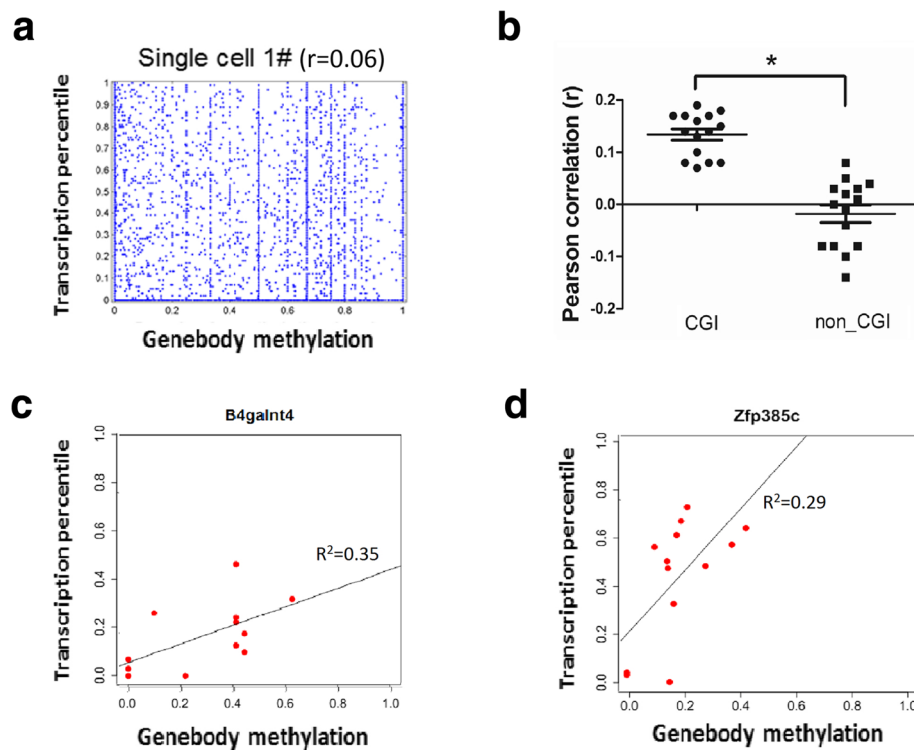 a
Single cell 1# (r=0.06)
Transcription percentile
1
0.9
0.8
0.7
0.6
0.5
0.4
0.3
0.2
0.1
0
0 0.2 0.4 0.6 0.8 1
Genebody methylation
b
*
Pearson correlation (r)
0.2
0.1
0.0
-0.1
-0.2
CGI non_CGI
c
B4galnt4
Transcription percentile
1.0
0.8
0.6
0.4
0.2
0.0
R²=0.35
0.0 0.2 0.4 0.6 0.8 1.0
Genebody methylation
d
Zfp385c
Transcription percentile
1.0
0.8
0.6
0.4
0.2
0.0
R²=0.29
0.0 0.2 0.4 0.6 0.8 1.0
Genebody methylation